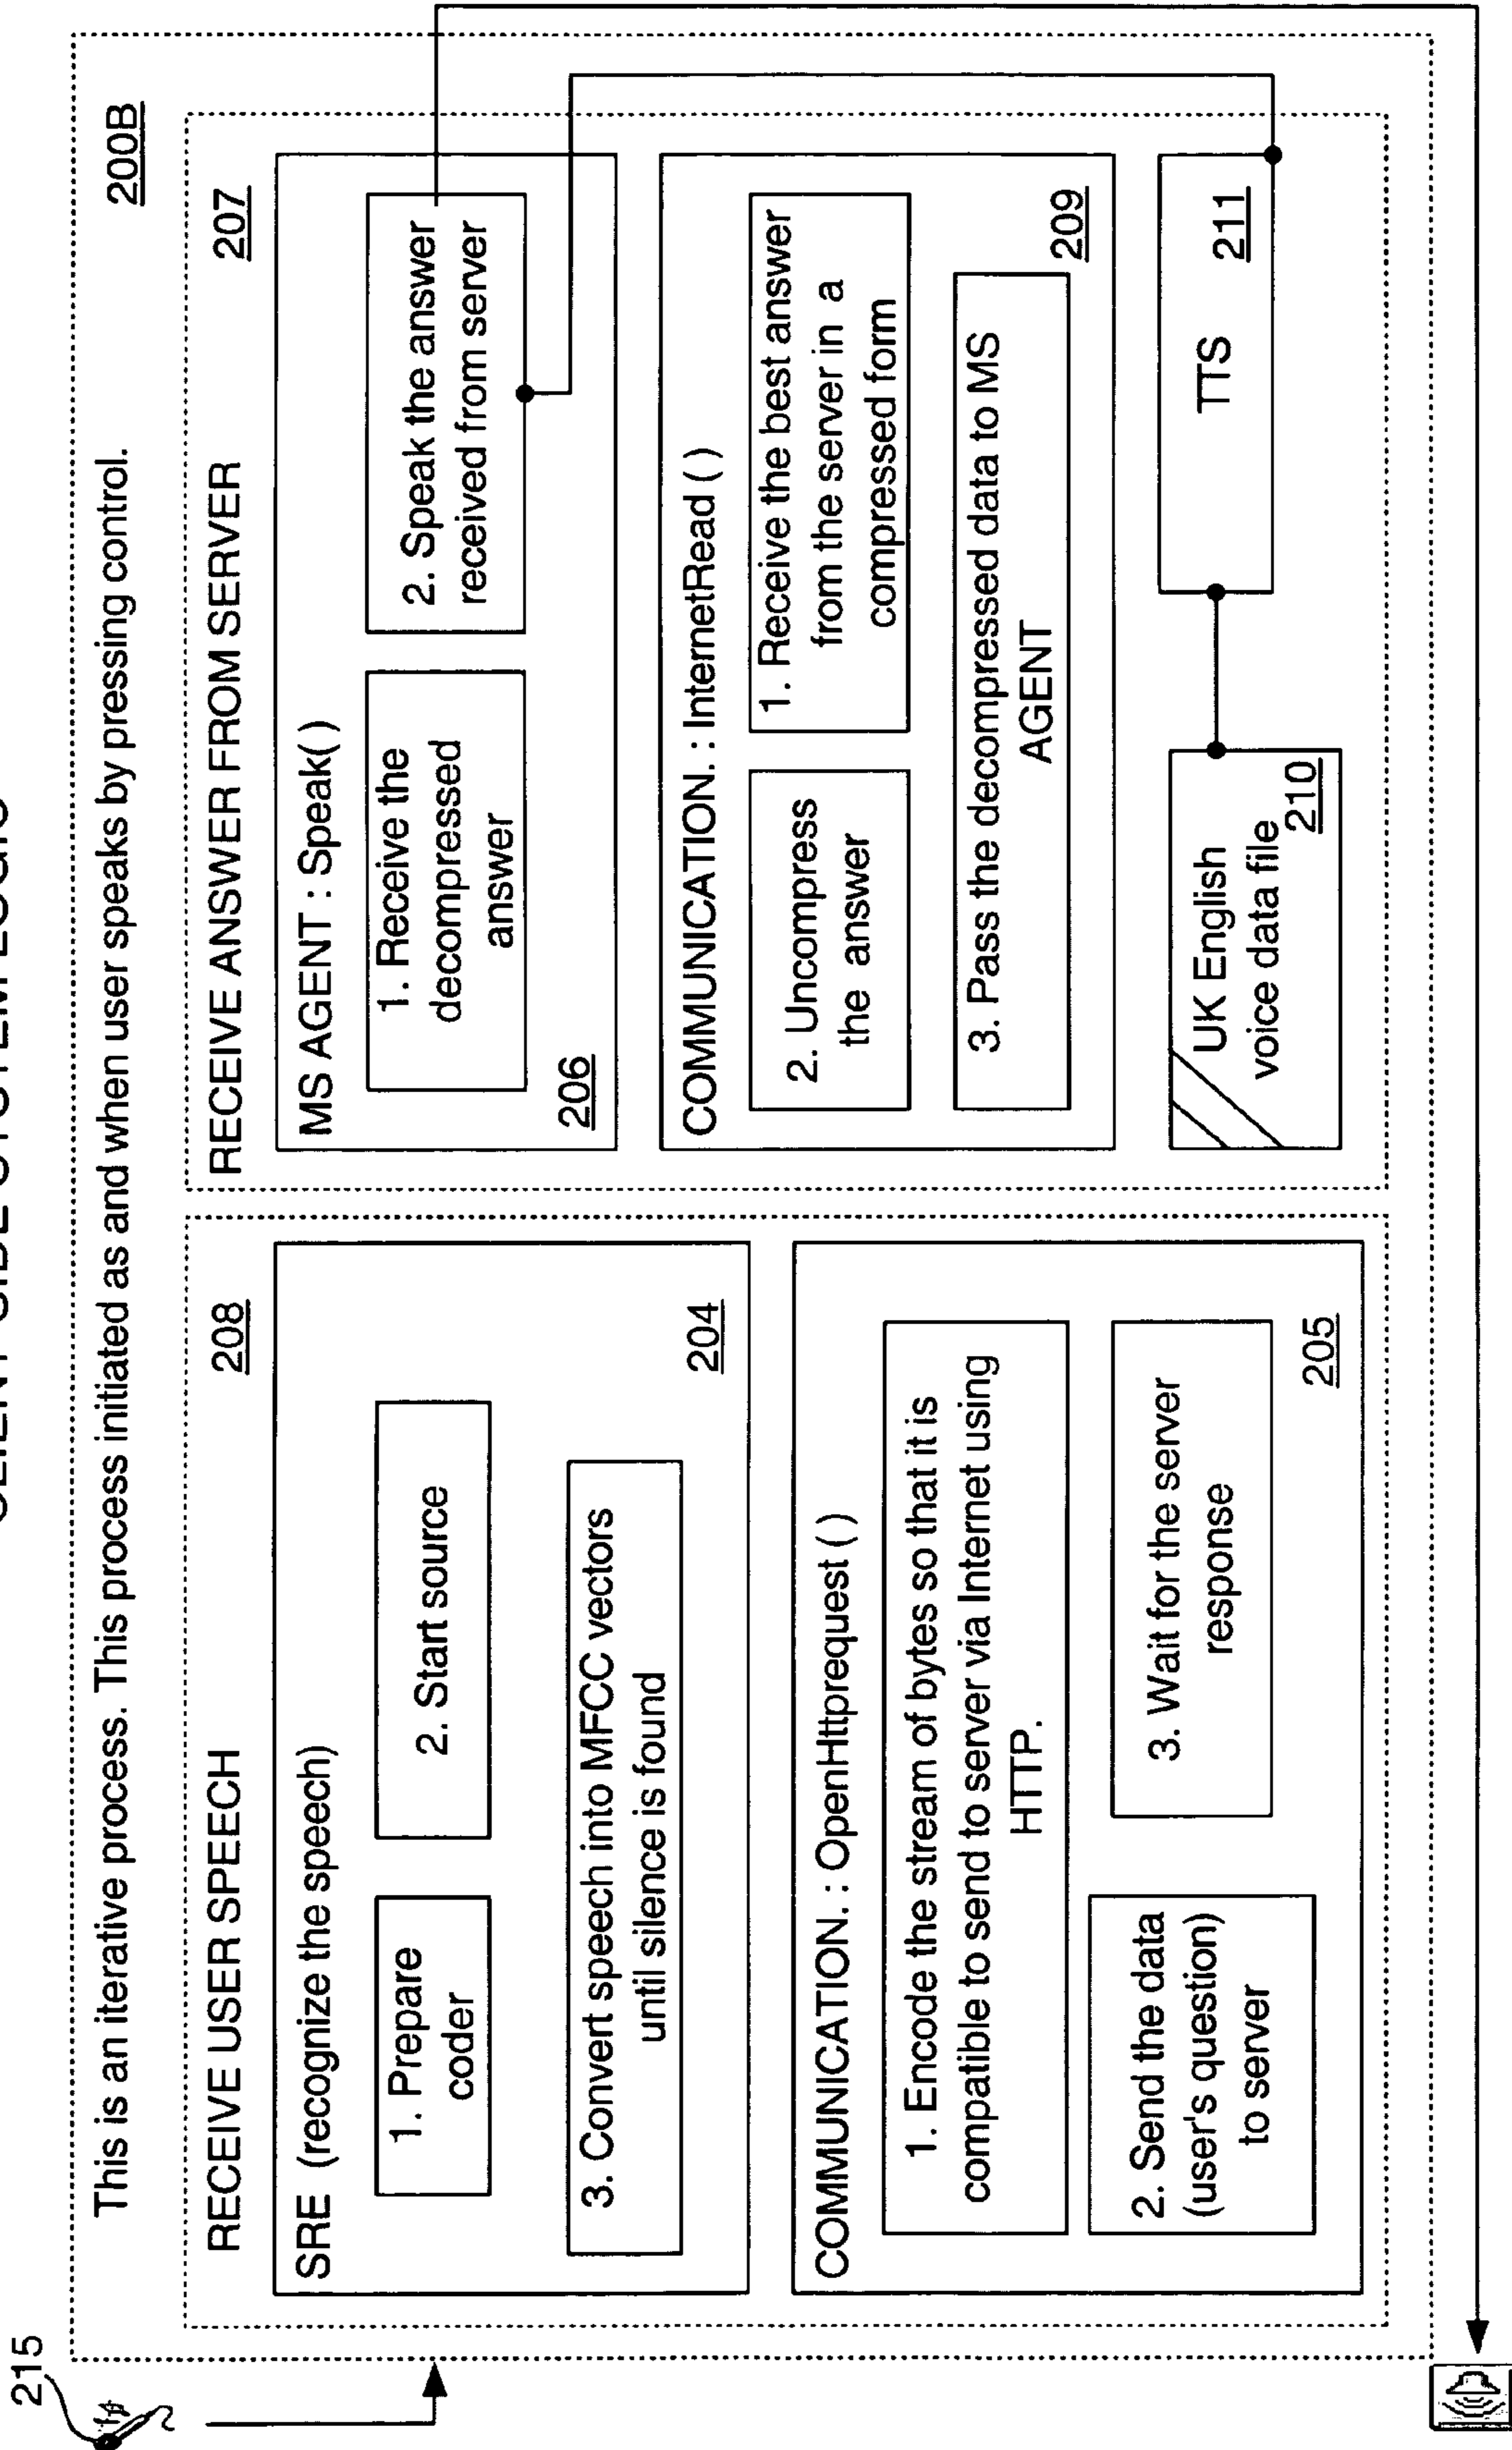 CLIENT SIDE SYSTEM LOGIC
215
This is an iterative process. This process initiated as and when user speaks by pressing control.
200B
RECEIVE USER SPEECH
208
SRE (recognize the speech)
1. Prepare
coder
2. Start source
3. Convert speech into MFCC vectors
until silence is found
204
COMMUNICATION. : OpenHttprequest ( )
1. Encode the stream of bytes so that it is
compatible to send to server via Internet using
HTTP.
2. Send the data
(user's question)
to server
3. Wait for the server
response
205
RECEIVE ANSWER FROM SERVER
207
MS AGENT : Speak( )
1. Receive the
decompressed
answer
2. Speak the answer
received from server
206
COMMUNICATION. : InternetRead ( )
2. Uncompress
the answer
1. Receive the best answer
from the server in a
compressed form
3. Pass the decompressed data to MS
AGENT
209
UK English
voice data file
210
TTS
211